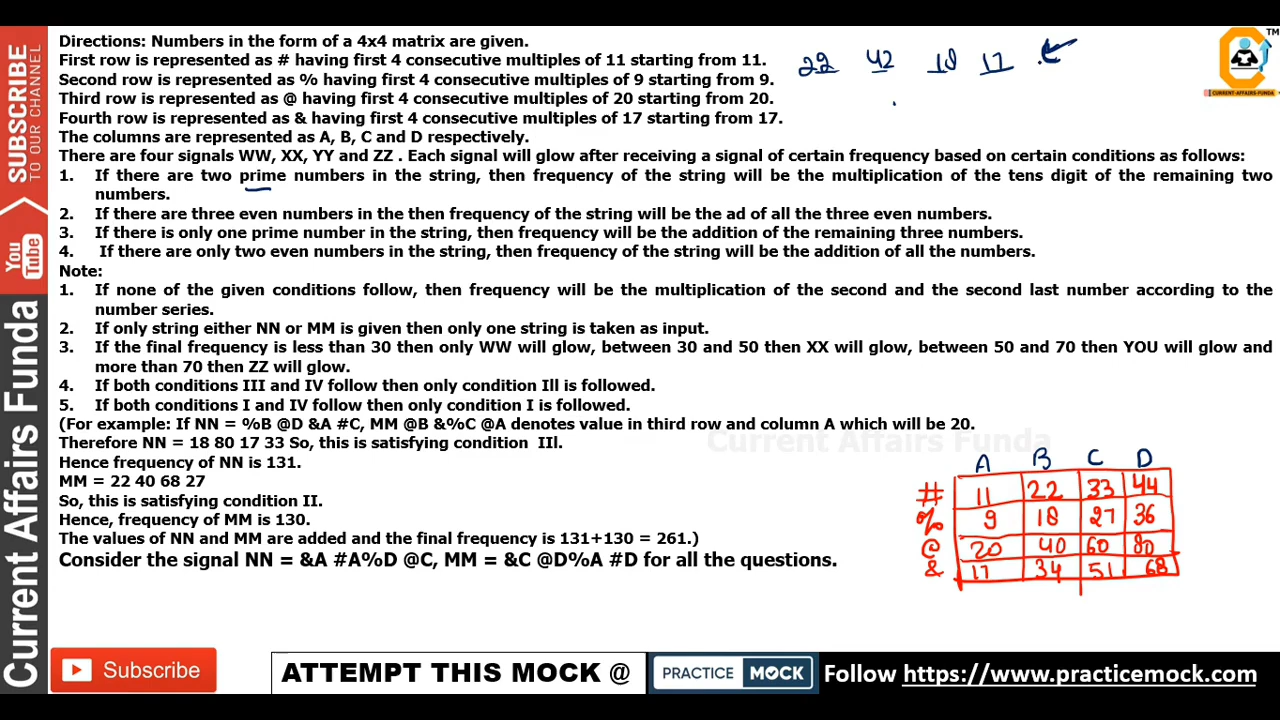 Directions: Numbers in the form of a 4x4 matrix are given.
First row is represented as # having first 4 consecutive multiples of 11 starting from 11.
Second row is represented as % having first 4 consecutive multiples of 9 starting from 9.
Third row is represented as @ having first 4 consecutive multiples of 20 starting from 20.
Fourth row is represented as & having first 4 consecutive multiples of 17 starting from 17.
The columns are represented as A, B, C and D respectively.
There are four signals WW, XX, YY and ZZ . Each signal will glow after receiving a signal of certain frequency based on certain conditions as follows:
1. If there are two prime numbers in the string, then frequency of the string will be the multiplication of the tens digit of the remaining two
numbers.
2. If there are three even numbers in the then frequency of the string will be the ad of all the three even numbers.
3. If there is only one prime number in the string, then frequency will be the addition of the remaining three numbers.
4. If there are only two even numbers in the string, then frequency of the string will be the addition of all the numbers.
Note:
1. If none of the given conditions follow, then frequency will be the multiplication of the second and the second last number according to the
number series.
2. If only string either NN or MM is given then only one string is taken as input.
3. If the final frequency is less than 30 then only WW will glow, between 30 and 50 then XX will glow, between 50 and 70 then YOU will glow and
more than 70 then ZZ will glow.
4. If both conditions III and IV follow then only condition Ill is followed.
5. If both conditions I and IV follow then only condition I is followed.
(For example: If NN = %B @D &A #C, MM @B &%C @A denotes value in third row and column A which will be 20.
Therefore NN = 18 80 17 33 So, this is satisfying condition IIl.
Hence frequency of NN is 131.
MM = 22 40 68 27
So, this is satisfying condition II.
Hence, frequency of MM is 130.
The values of NN and MM are added and the final frequency is 131+130 = 261.)
Consider the signal NN = &A #A%D @C, MM = &C @D%A #D for all the questions.
22 42 18 17
A B C D
# 11 22 33 44
% 9 18 27 36
@ 20 40 60 80
& 17 34 51 68
Current Affairs Funda
CURRENT-AFFAIRS-FUNDA
TM
SUBSCRIBE
TO OUR CHANNEL
You Tube
Current Affairs Funda
Subscribe
ATTEMPT THIS MOCK @
PRACTICE MOCK
Follow https://www.practicemock.com